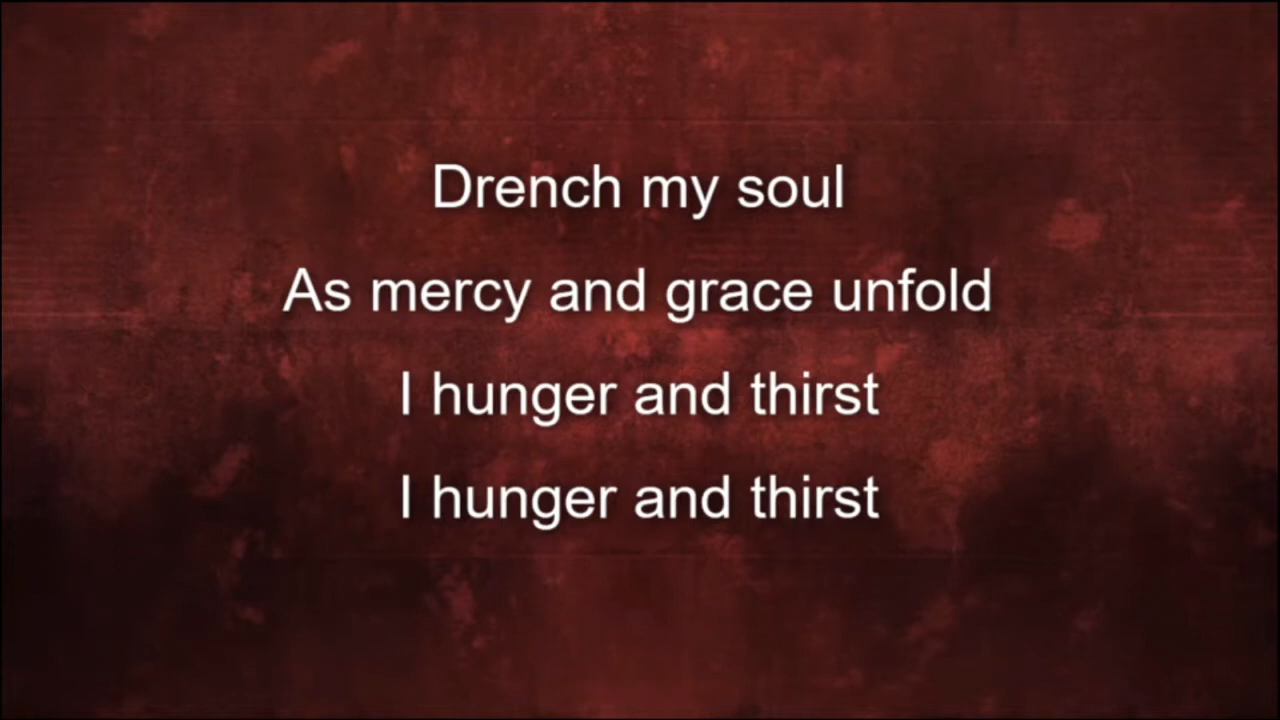 Drench my soul
As mercy and grace unfold
I hunger and thirst
I hunger and thirst